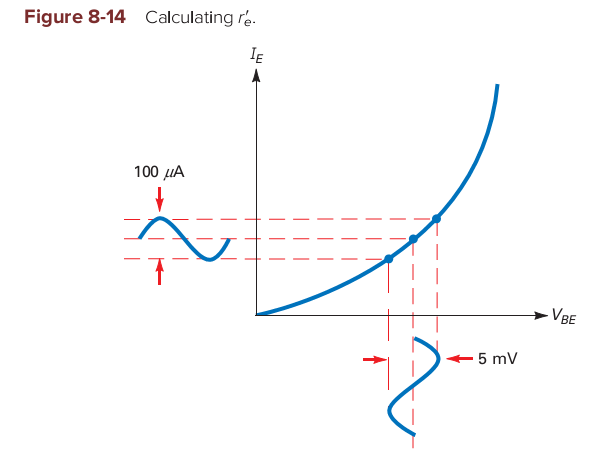 Figure 8-14 Calculating r′e.
IE
100 μA
VBE
5 mV